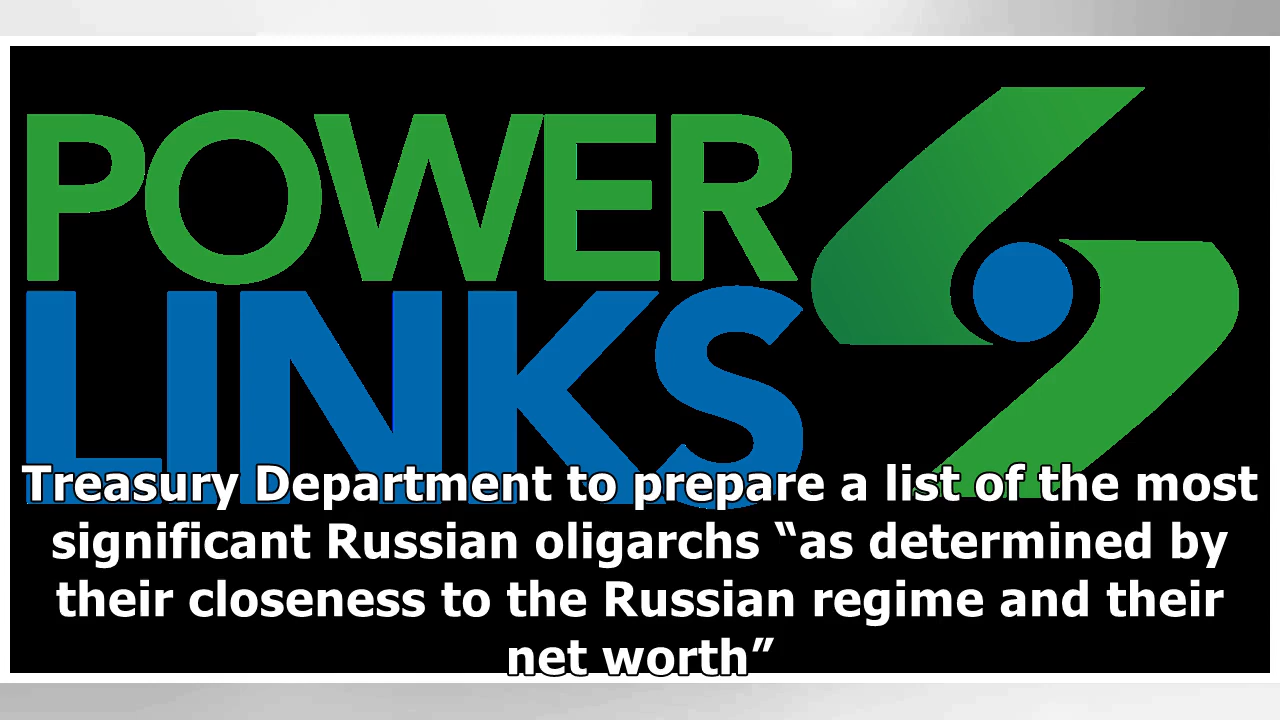 POWER
LINKS
Treasury Department to prepare a list of the most
significant Russian oligarchs “as determined by
their closeness to the Russian regime and their
net worth”